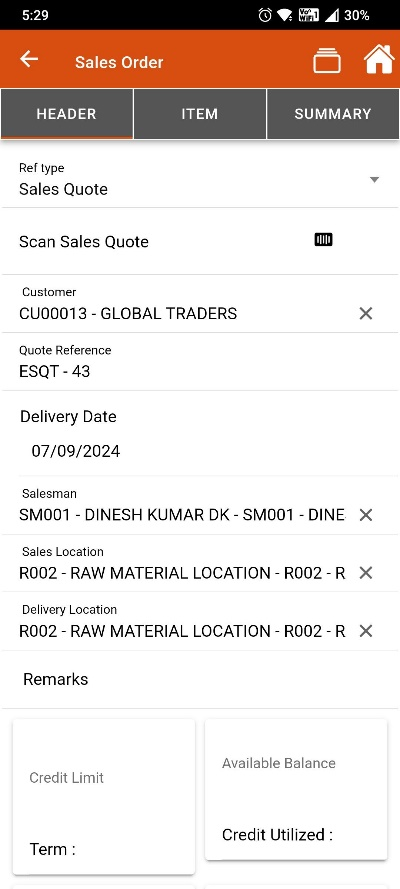 5:29
30%
Sales Order
HEADER
ITEM
SUMMARY
Ref type
Sales Quote
Scan Sales Quote
Customer
CU00013 - GLOBAL TRADERS
Quote Reference
ESQT - 43
Delivery Date
07/09/2024
Salesman
SM001 - DINESH KUMAR DK - SM001 - DINE
Sales Location
R002 - RAW MATERIAL LOCATION - R002 - R
Delivery Location
R002 - RAW MATERIAL LOCATION - R002 - R
Remarks
Credit Limit
Term :
Available Balance
Credit Utilized :